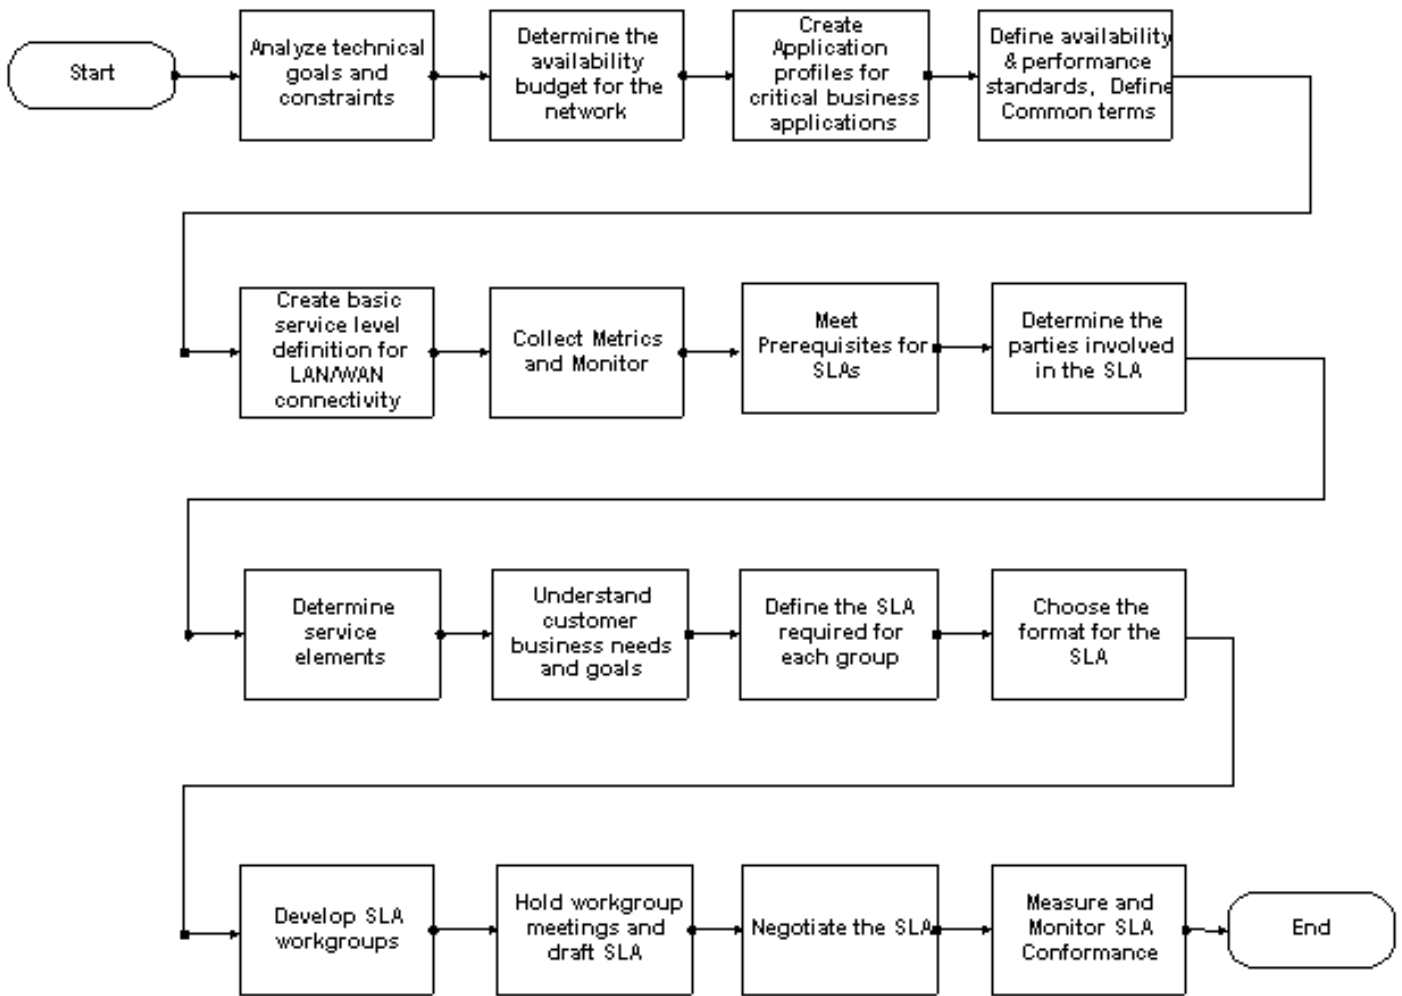 Start
Analyze technical
goals and
constraints
Determine the
availability
budget for the
network
Create
Application
profiles for
critical business
applications
Define availability
& performance
standards, Define
Common terms
Create basic
service level
definition for
LAN/WAN
connectivity
Collect Metrics
and Monitor
Meet
Prerequisites for
SLAs
Determine the
parties involved
in the SLA
Determine
service
elements
Understand
customer
business needs
and goals
Define the SLA
required for
each group
Choose the
format for the
SLA
Develop SLA
workgroups
Hold workgroup
meetings and
draft SLA
Negotiate the SLA
Measure and
Monitor SLA
Conformance
End